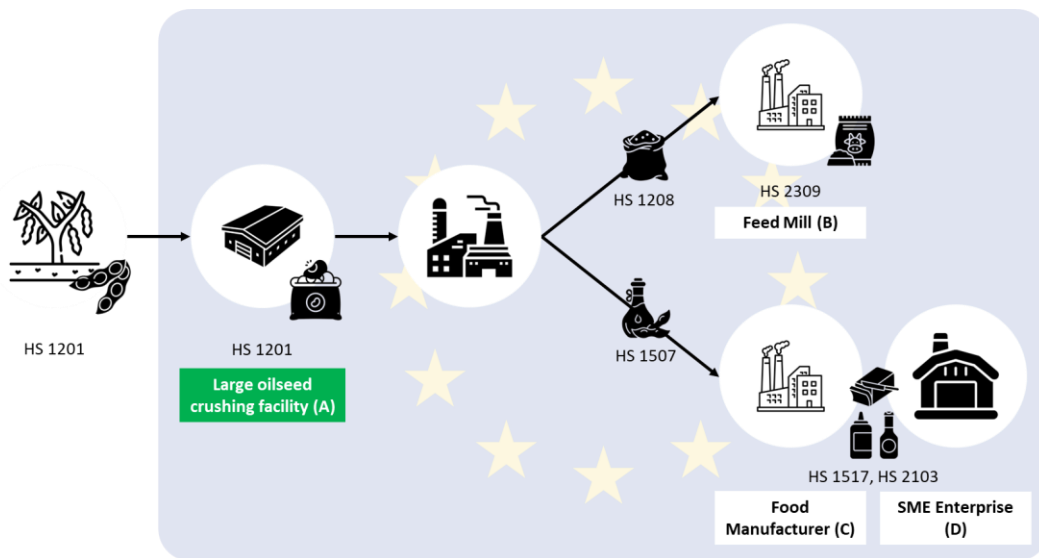 HS 1201
HS 1201
Large oilseed
crushing facility (A)
HS 1208
HS 2309
Feed Mill (B)
HS 1507
HS 1517, HS 2103
Food
Manufacturer (C)
SME Enterprise
(D)